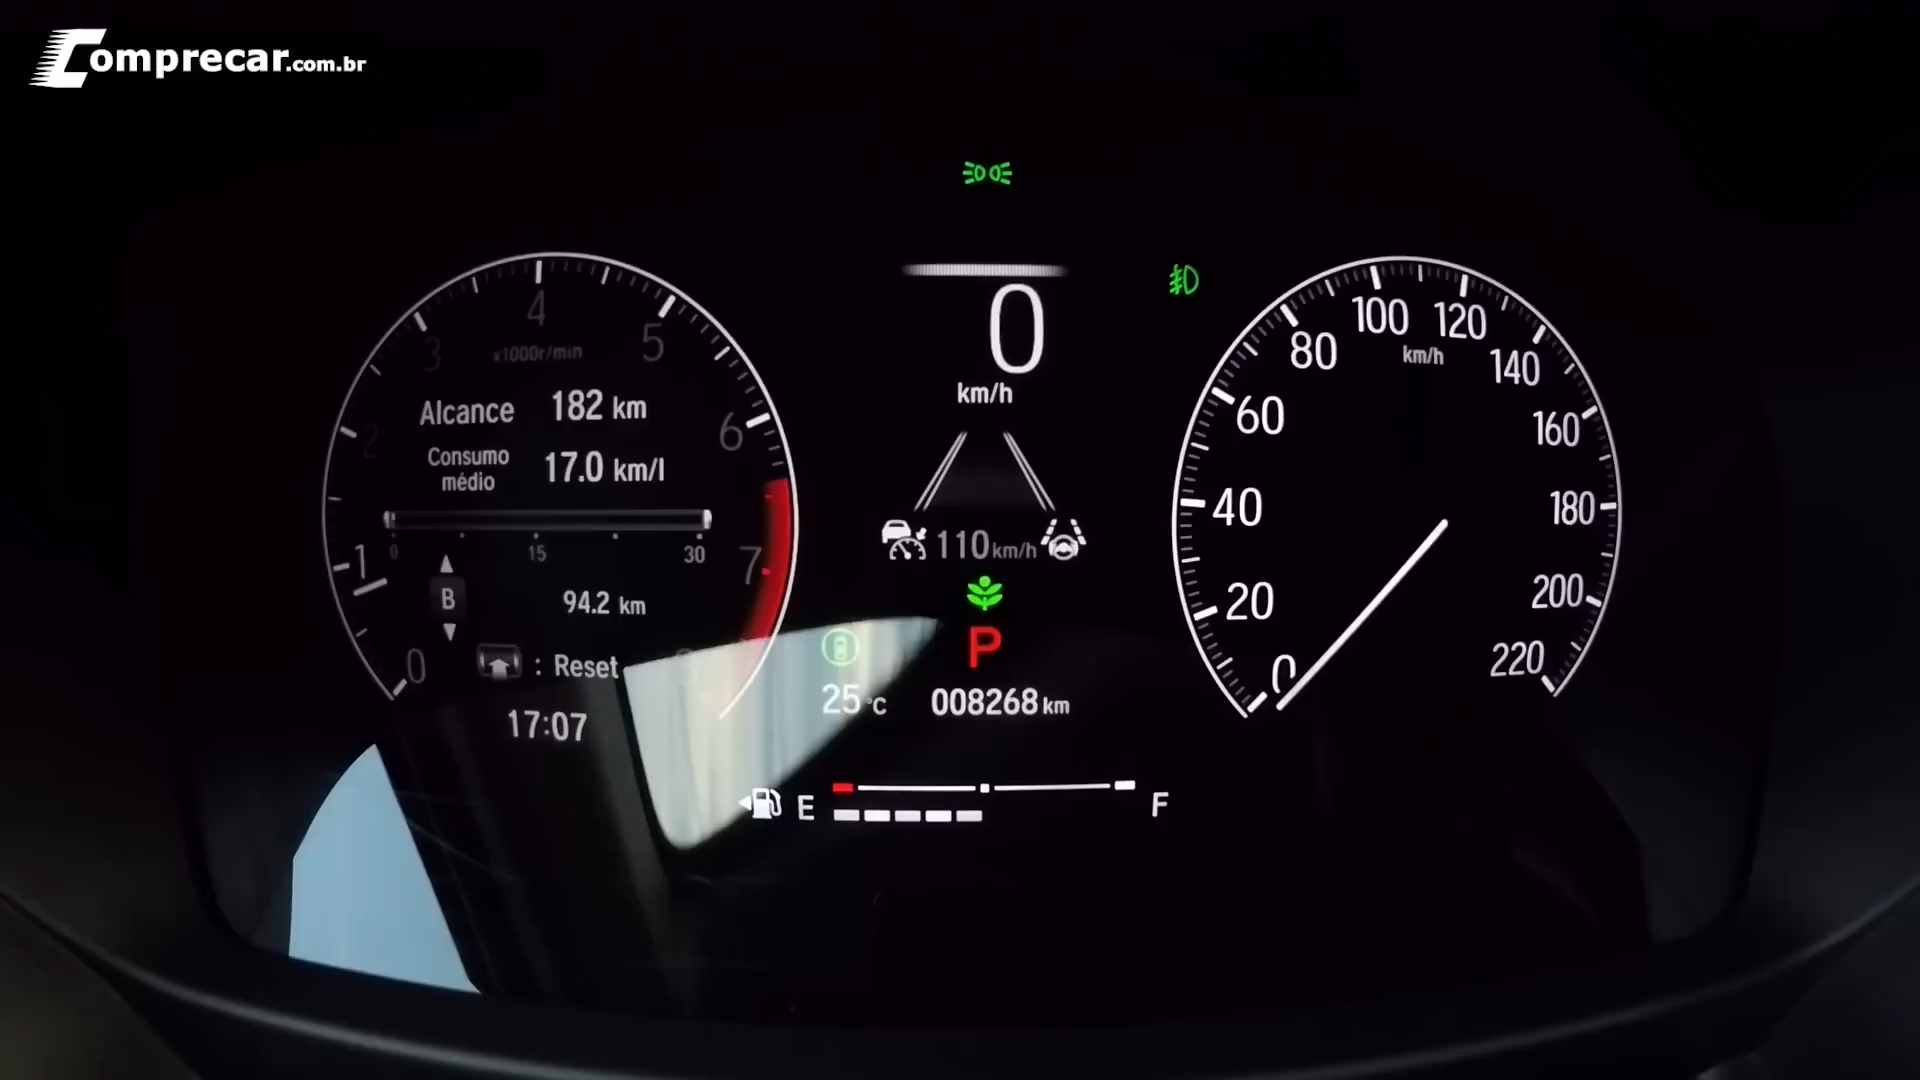 Comprecar.com.br
0
km/h
110 km/h
P
25 °C
008268 km
E
F
4
3
5
x1000r/min
Alcance 182 km
2
6
Consumo médio 17.0 km/l
0 15 30
1
7
B
94.2 km
0
: Reset
17:07
100
120
80
km/h
140
60
160
40
180
20
200
0
220